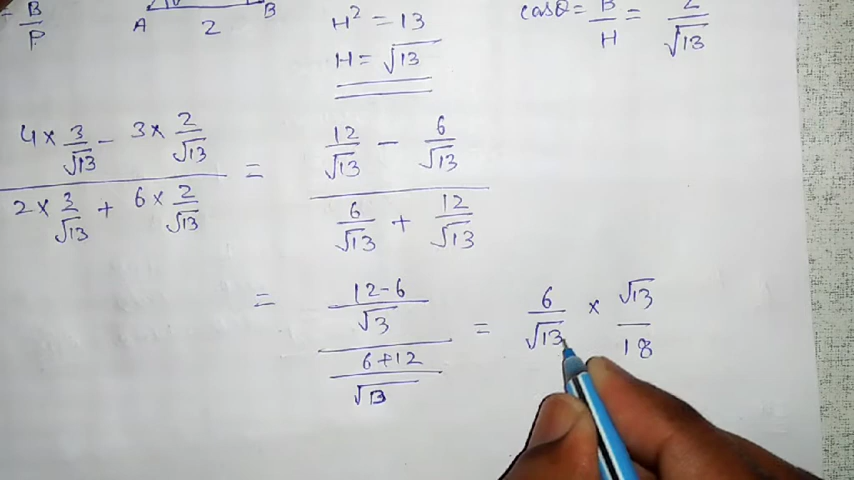 B/P
A 2 B
H² = 13
H = √13
cosθ = B/H = 2/√13
(4 × 3/√13 − 3 × 2/√13) / (2 × 3/√13 + 6 × 2/√13) = (12/√13 − 6/√13) / (6/√13 + 12/√13)
= ((12-6)/√3) / ((6+12)/√13) = 6/√13 × √13/18